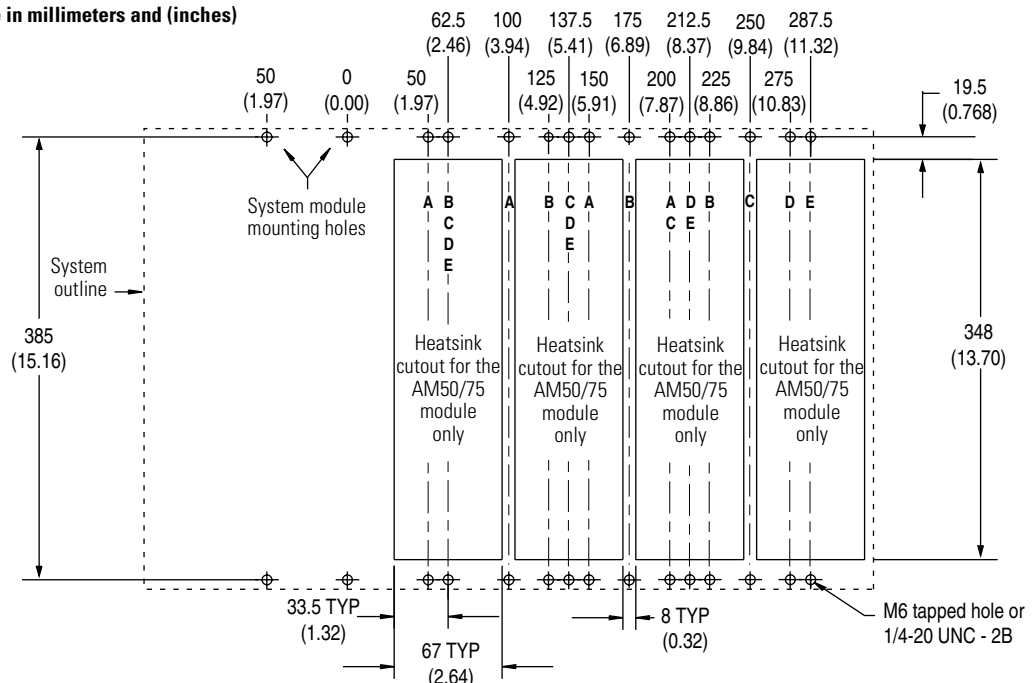 in millimeters and (inches)
62.5 100 137.5 175 212.5 250 287.5
(2.46) (3.94) (5.41) (6.89) (8.37) (9.84) (11.32)
50 0 50 125 150 200 225 275 19.5
(1.97) (0.00) (1.97) (4.92) (5.91) (7.87) (8.86) (10.83) (0.768)
System module
mounting holes
System
outline
A B A B C A B A D B C D E
C D C E
D E
E
385
(15.16)
348
(13.70)
Heatsink
cutout for the
AM50/75
module
only
Heatsink
cutout for the
AM50/75
module
only
Heatsink
cutout for the
AM50/75
module
only
Heatsink
cutout for the
AM50/75
module
only
33.5 TYP
(1.32)
67 TYP
(2.64)
8 TYP
(0.32)
M6 tapped hole or
1/4-20 UNC - 2B